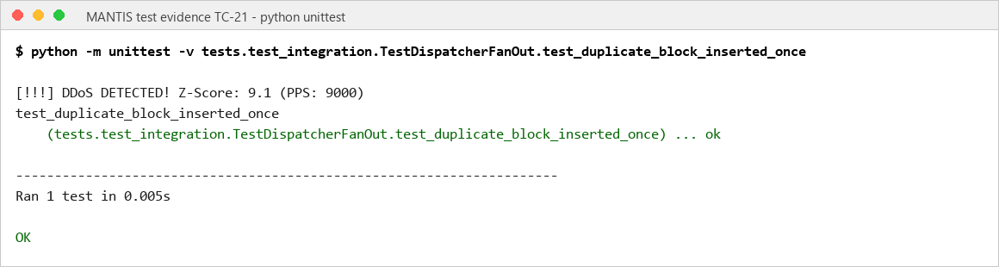 MANTIS test evidence TC-21 - python unittest
$ python -m unittest -v tests.test_integration.TestDispatcherFanOut.test_duplicate_block_inserted_once
[!!!] DDoS DETECTED! Z-Score: 9.1 (PPS: 9000)
test_duplicate_block_inserted_once
(tests.test_integration.TestDispatcherFanOut.test_duplicate_block_inserted_once) ... ok
----------------------------------------------------------------------
Ran 1 test in 0.005s
OK